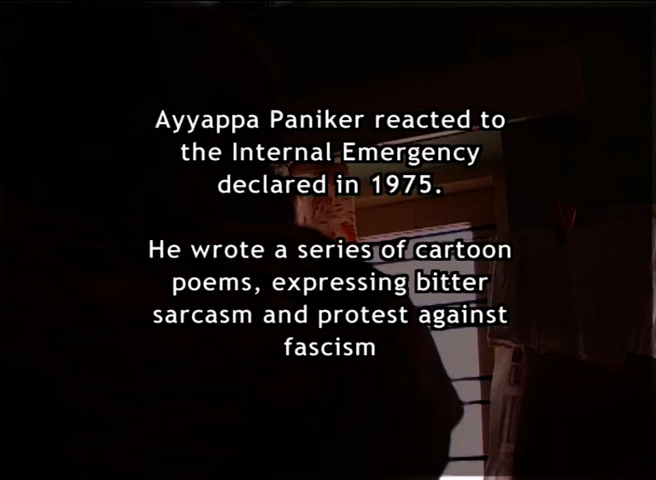 Ayyappa Paniker reacted to
the Internal Emergency
declared in 1975.
He wrote a series of cartoon
poems, expressing bitter
sarcasm and protest against
fascism